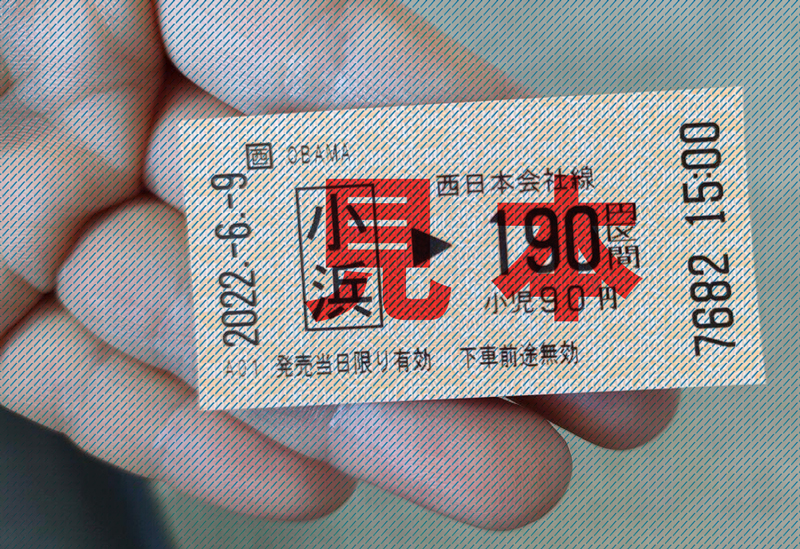 西 OBAMA
2022.-6.-9
小浜
西日本会社線
▶ 190円区間
小児90円
見本
A01 発売当日限り有効 下車前途無効
7682 15:00